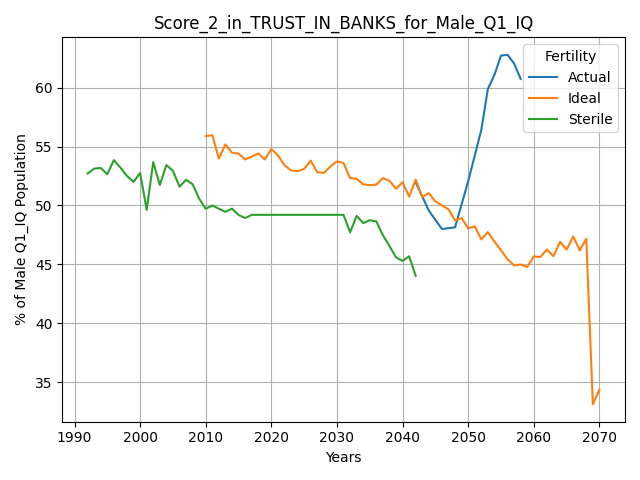 Score_2_in_TRUST_IN_BANKS_for_Male_Q1_IQ
Fertility
Actual
Ideal
Sterile
% of Male Q1_IQ Population
60
55
50
45
40
35
1990
2000
2010
2020
2030
2040
2050
2060
2070
Years